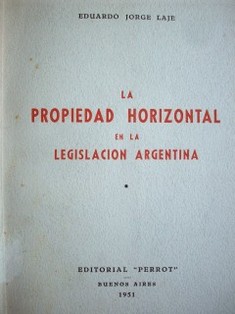 EDUARDO JORGE LAJE
LA
PROPIEDAD HORIZONTAL
EN LA
LEGISLACION ARGENTINA
EDITORIAL "PERROT"
BUENOS AIRES
1951